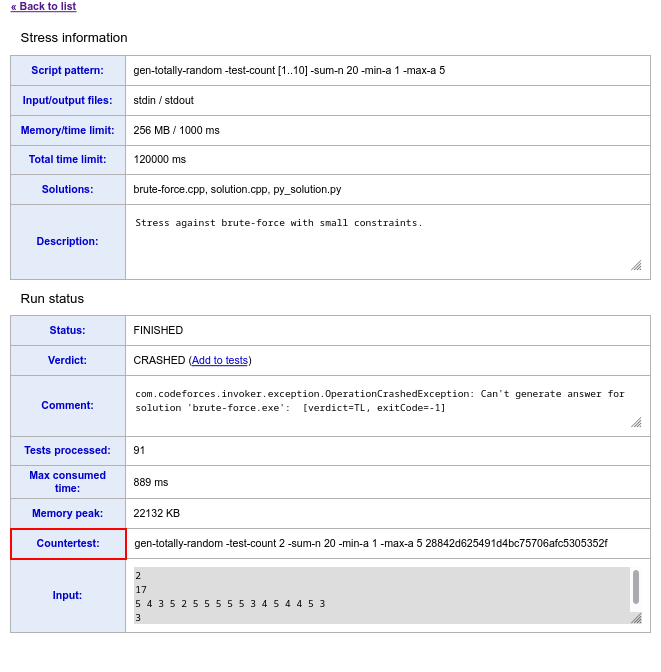 « Back to list
Stress information
Script pattern: gen-totally-random -test-count [1..10] -sum-n 20 -min-a 1 -max-a 5
Input/output files: stdin / stdout
Memory/time limit: 256 MB / 1000 ms
Total time limit: 120000 ms
Solutions: brute-force.cpp, solution.cpp, py_solution.py
Description: Stress against brute-force with small constraints.
Run status
Status: FINISHED
Verdict: CRASHED (Add to tests)
Comment: com.codeforces.invoker.exception.OperationCrashedException: Can't generate answer for
solution 'brute-force.exe':  [verdict=TL, exitCode=-1]
Tests processed: 91
Max consumed
time: 889 ms
Memory peak: 22132 KB
Countertest: gen-totally-random -test-count 2 -sum-n 20 -min-a 1 -max-a 5 28842d625491d4bc75706afc5305352f
Input: 2
17
5 4 3 5 2 5 5 5 5 5 3 4 5 4 4 5 3
3